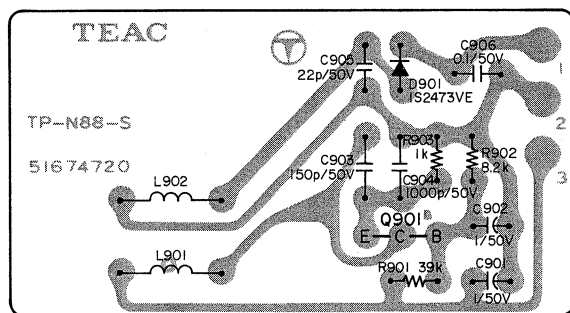 TEAC
C905
22p/50V
D901
1S2473VE
C906
0.1/50V
1
TP-N88-S
2
51674720
3
R903
1k
R902
8.2k
C903
150p/50V
C904
1000p/50V
L902
Q901
E C B
C902
1/50V
L901
R901 39k
C901
1/50V